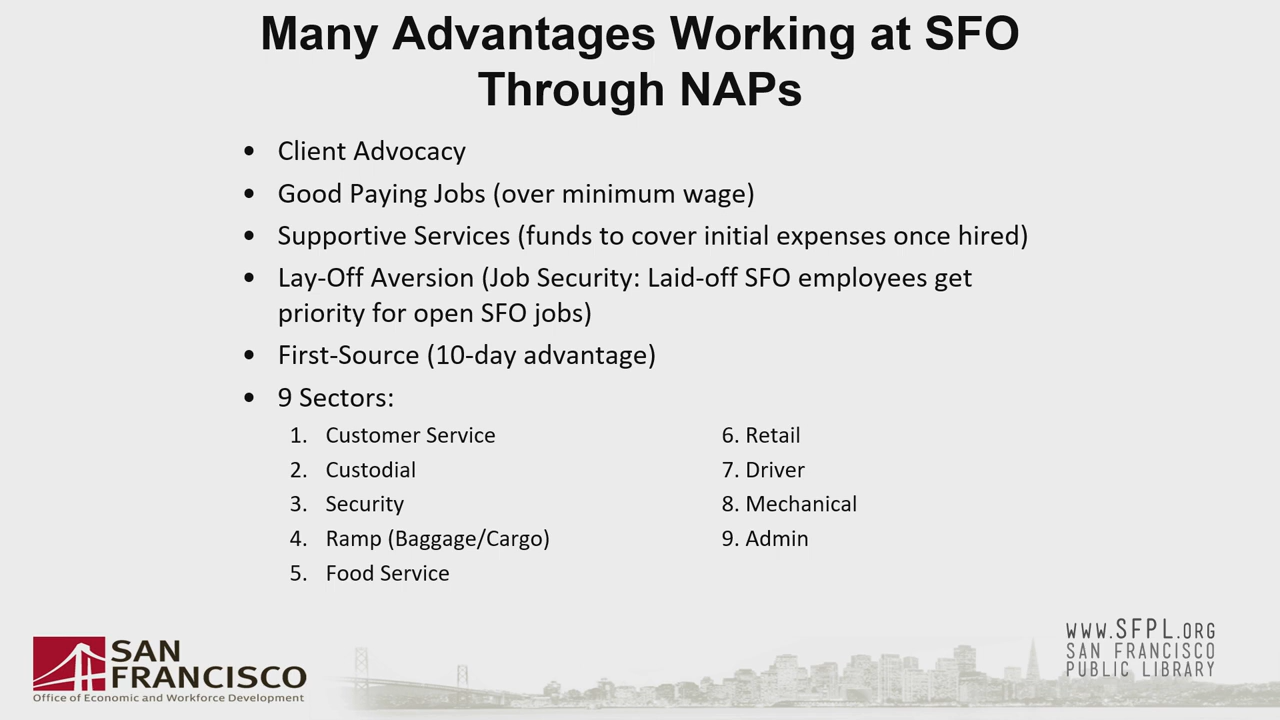 Many Advantages Working at SFO
Through NAPs
• Client Advocacy
• Good Paying Jobs (over minimum wage)
• Supportive Services (funds to cover initial expenses once hired)
• Lay-Off Aversion (Job Security: Laid-off SFO employees get
priority for open SFO jobs)
• First-Source (10-day advantage)
• 9 Sectors:
1. Customer Service
2. Custodial
3. Security
4. Ramp (Baggage/Cargo)
5. Food Service
6. Retail
7. Driver
8. Mechanical
9. Admin
SAN
FRANCISCO
Office of Economic and Workforce Development
WWW.SFPL.ORG
SAN FRANCISCO
PUBLIC LIBRARY